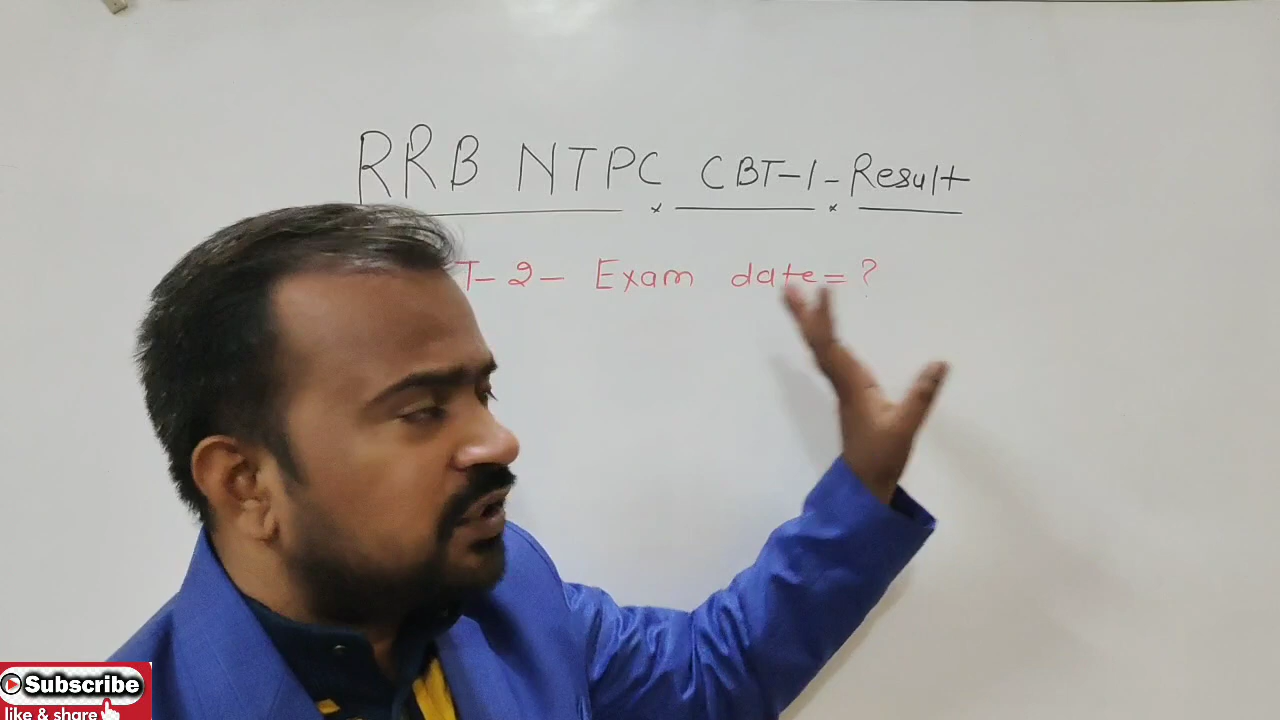 RRB NTPC CBT-1-Result
T-2- Exam date=?
Subscribe
like & share